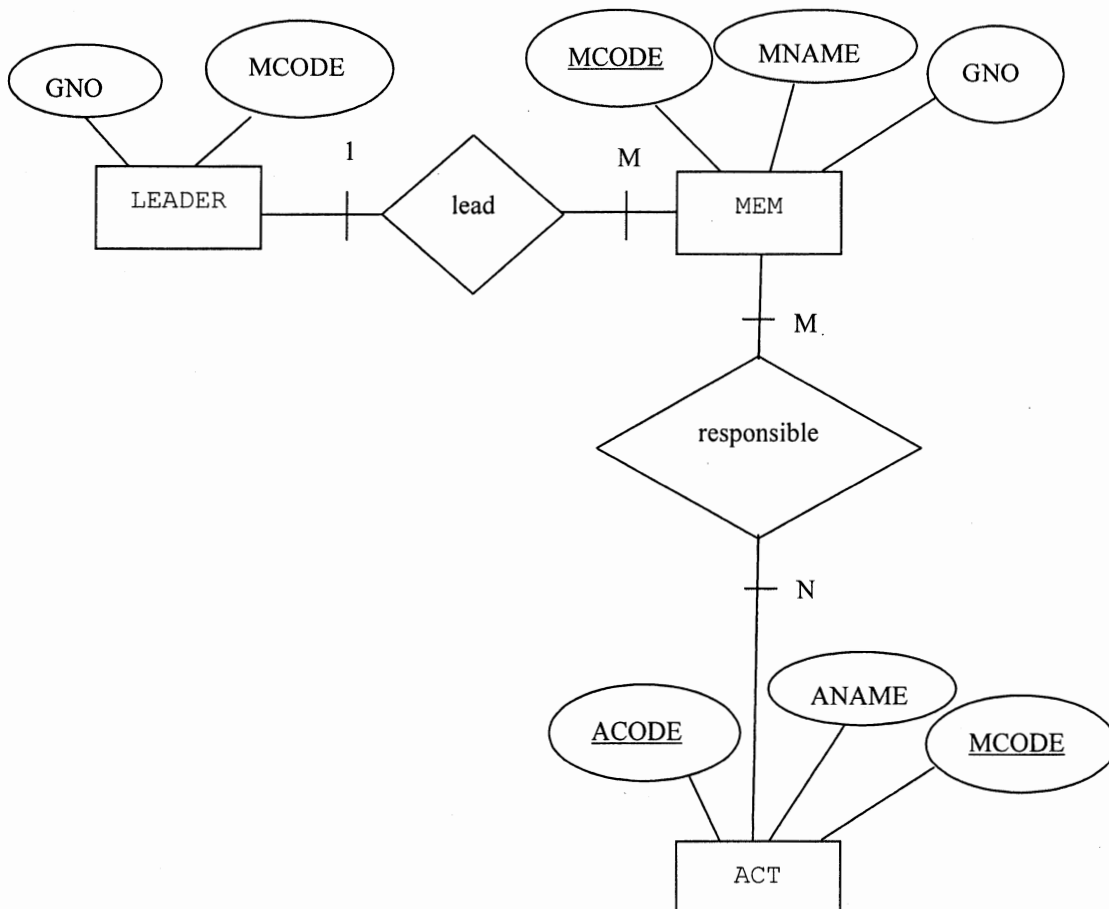 GNO
MCODE
MCODE
MNAME
GNO
LEADER
1
lead
M
MEM
M
responsible
N
ACODE
ANAME
MCODE
ACT